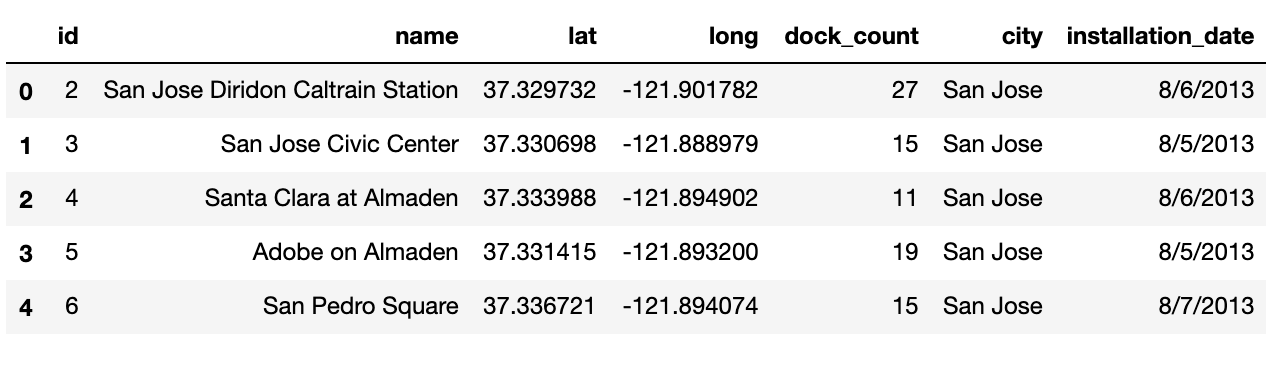 id name lat long dock_count city installation_date
0 2 San Jose Diridon Caltrain Station 37.329732 -121.901782 27 San Jose 8/6/2013
1 3 San Jose Civic Center 37.330698 -121.888979 15 San Jose 8/5/2013
2 4 Santa Clara at Almaden 37.333988 -121.894902 11 San Jose 8/6/2013
3 5 Adobe on Almaden 37.331415 -121.893200 19 San Jose 8/5/2013
4 6 San Pedro Square 37.336721 -121.894074 15 San Jose 8/7/2013